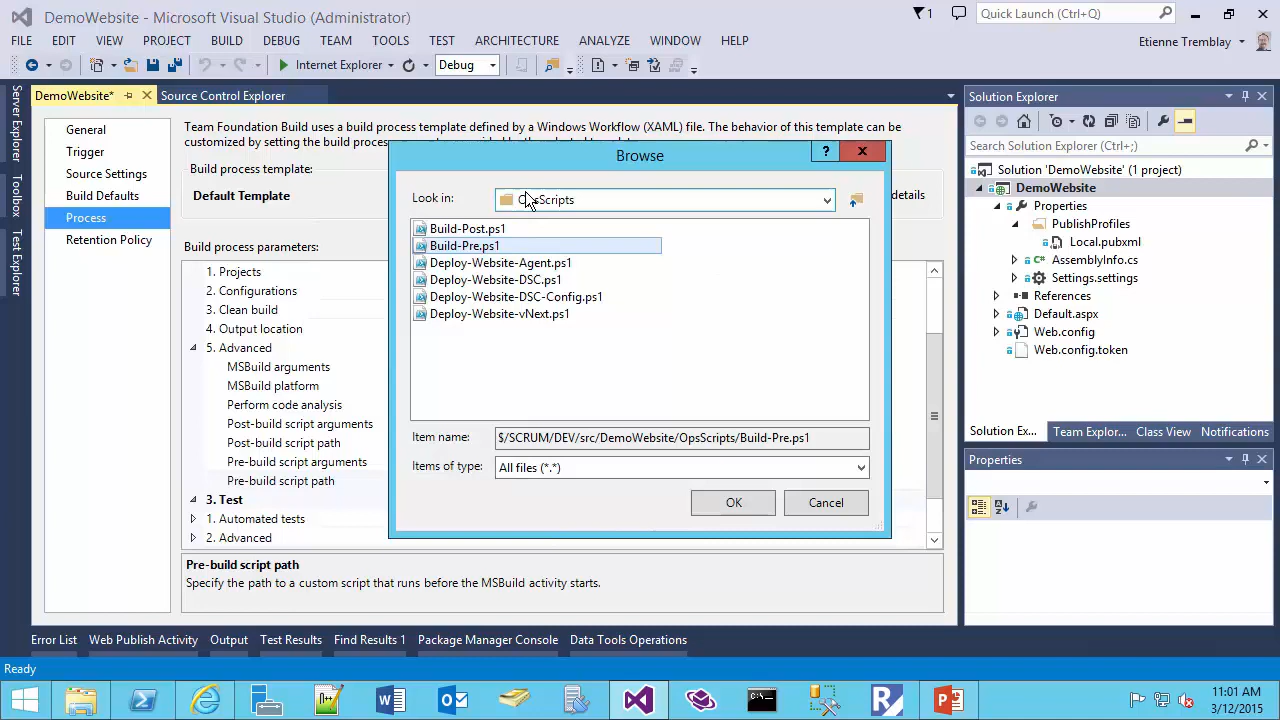 DemoWebsite - Microsoft Visual Studio (Administrator)
1
Quick Launch (Ctrl+Q)
FILE EDIT VIEW PROJECT BUILD DEBUG TEAM TOOLS TEST ARCHITECTURE ANALYZE WINDOW HELP
Etienne Tremblay
Internet Explorer
Debug
Server Explorer
Toolbox
Test Explorer
DemoWebsite*
Source Control Explorer
General
Trigger
Source Settings
Build Defaults
Process
Retention Policy
Team Foundation Build uses a build process template defined by a Windows Workflow (XAML) file. The behavior of this template can be
customized by setting the build proces
Build process template:
Default Template
details
Build process parameters:
1. Projects
2. Configurations
3. Clean build
4. Output location
5. Advanced
MSBuild arguments
MSBuild platform
Perform code analysis
Post-build script arguments
Post-build script path
Pre-build script arguments
Pre-build script path
3. Test
1. Automated tests
2. Advanced
Pre-build script path
Specify the path to a custom script that runs before the MSBuild activity starts.
Browse
?
Look in:
OpsScripts
Build-Post.ps1
Build-Pre.ps1
Deploy-Website-Agent.ps1
Deploy-Website-DSC.ps1
Deploy-Website-DSC-Config.ps1
Deploy-Website-vNext.ps1
Item name:
$/SCRUM/DEV/src/DemoWebsite/OpsScripts/Build-Pre.ps1
Items of type:
All files (*.*)
OK
Cancel
Solution Explorer
Search Solution Explorer (Ctrl+;)
Solution 'DemoWebsite' (1 project)
DemoWebsite
Properties
PublishProfiles
Local.pubxml
AssemblyInfo.cs
Settings.settings
References
Default.aspx
Web.config
Web.config.token
Solution Ex... Team Explor... Class View Notifications
Properties
Error List Web Publish Activity Output Test Results Find Results 1 Package Manager Console Data Tools Operations
Ready
11:01 AM
3/12/2015